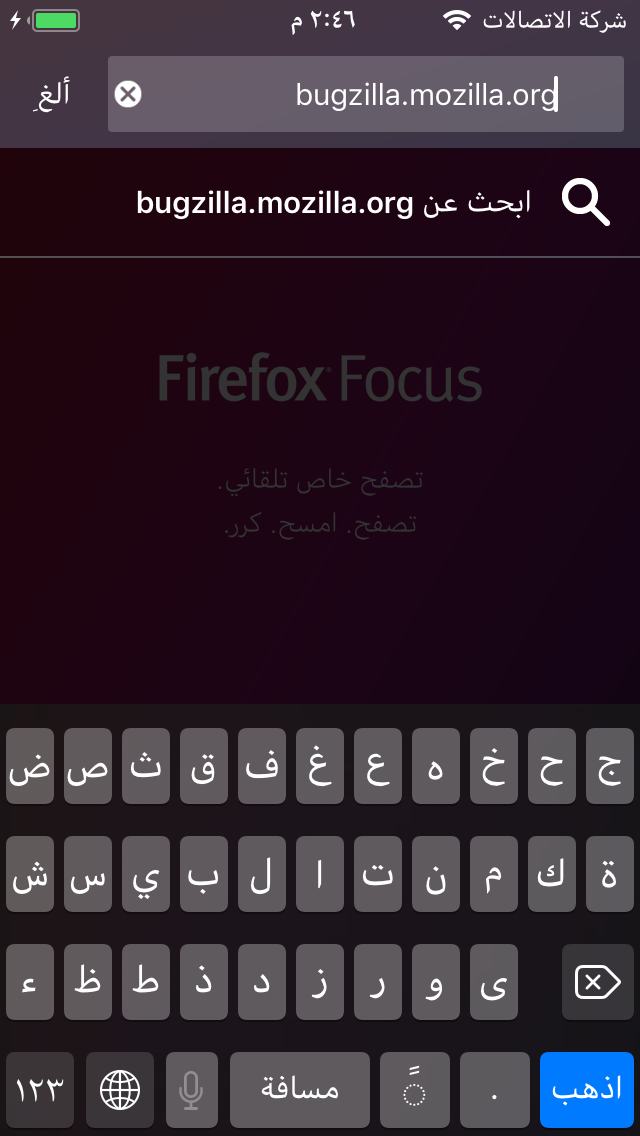 شركة الاتصالات ٢:٤٦ م
bugzilla.mozilla.org ألغِ
ابحث عن bugzilla.mozilla.org
Firefox Focus
تصفح خاص تلقائي.
تصفح. امسح. كرر.
ض ص ث ق ف غ ع ه خ ح ج
ش س ي ب ل ا ت ن م ك ة
ء ظ ط ذ د ز ر و ى
١٢٣ مسافة ً . اذهب